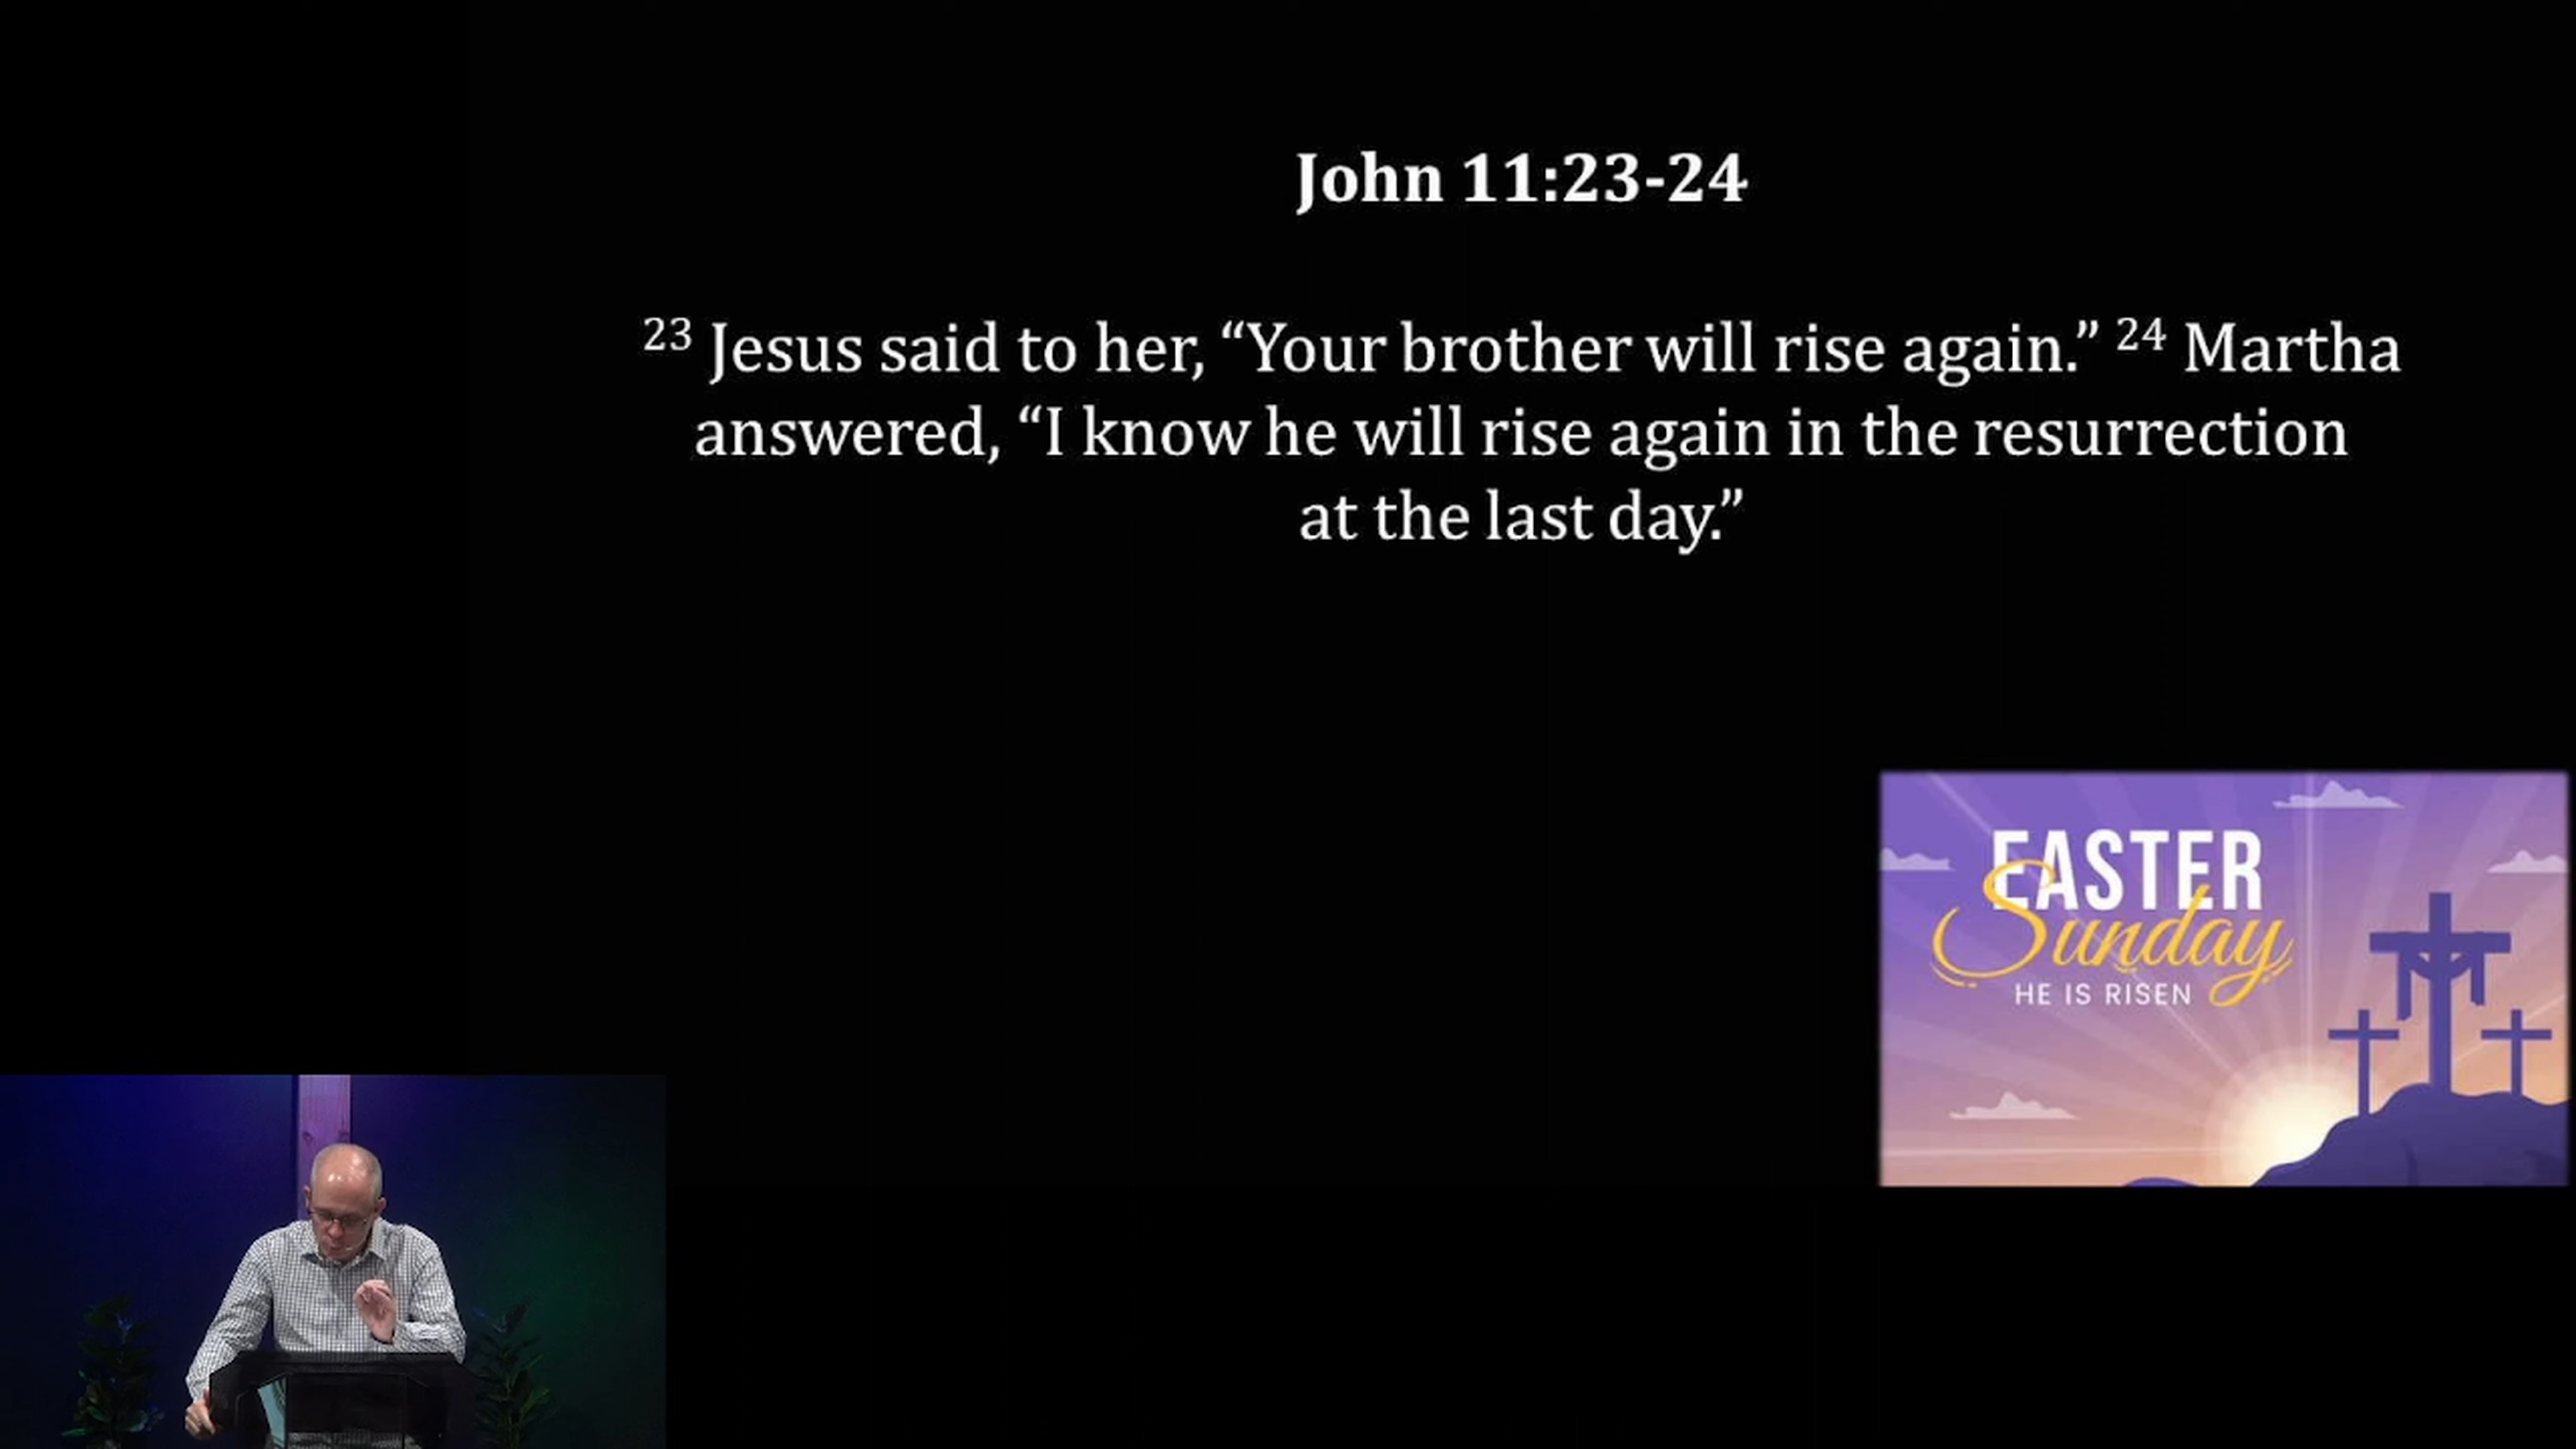 John 11:23-24
23 Jesus said to her, “Your brother will rise again.” 24 Martha
answered, “I know he will rise again in the resurrection
at the last day.”
EASTER
Sunday
HE IS RISEN